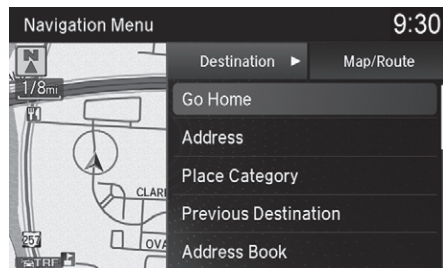 Navigation Menu
9:30
N
Destination
Map/Route
1/8mi
Go Home
Address
Place Category
CLAR
Previous Destination
257
OVA
Address Book
TRF